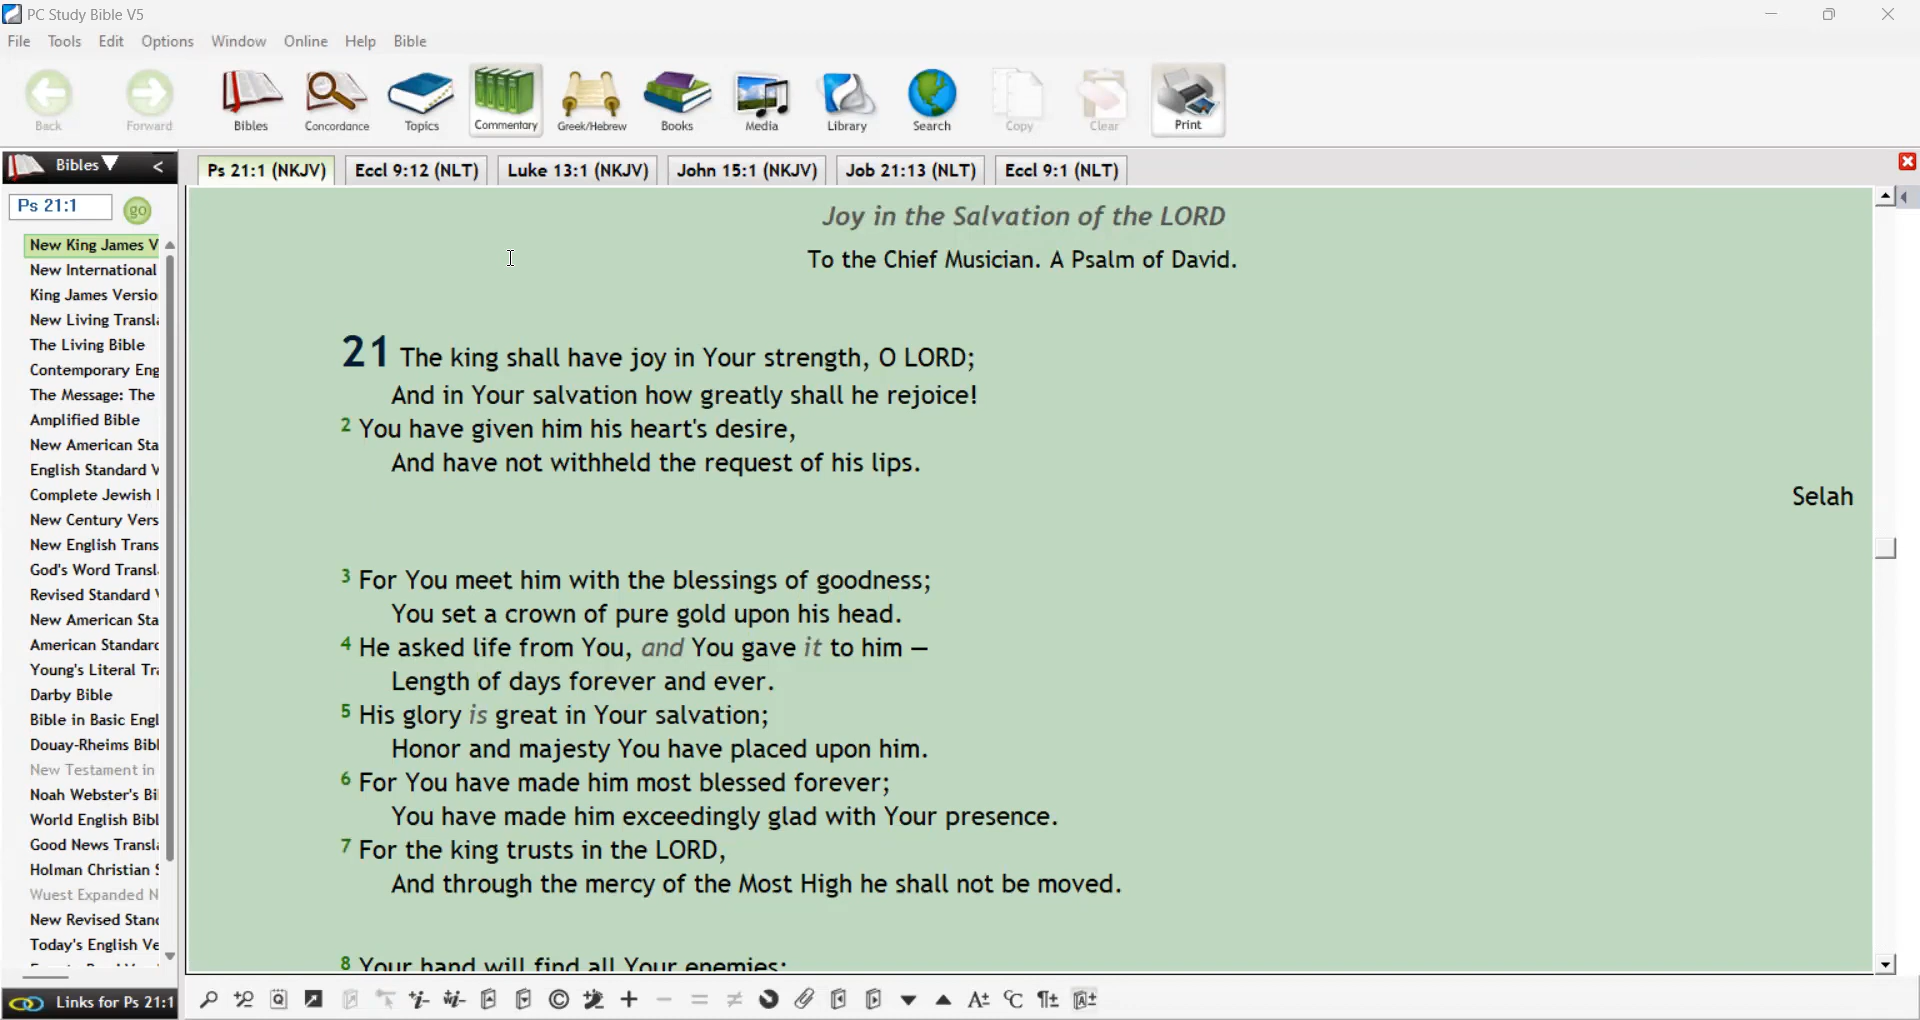 PC Study Bible V5
File Tools Edit Options Window Online Help Bible
Back Forward Bibles Concordance Topics Commentary Greek/Hebrew Books Media Library Search Copy Clear Print
Bibles
Ps 21:1 (NKJV) Eccl 9:12 (NLT) Luke 13:1 (NKJV) John 15:1 (NKJV) Job 21:13 (NLT) Eccl 9:1 (NLT)
Ps 21:1 go
New King James V
New International
King James Versio
New Living Transla
The Living Bible
Contemporary Eng
The Message: The
Amplified Bible
New American Sta
English Standard V
Complete Jewish
New Century Vers
New English Trans
God's Word Transl
Revised Standard
New American Sta
American Standard
Young's Literal Tra
Darby Bible
Bible in Basic Engl
Douay-Rheims Bibl
New Testament in
Noah Webster's Bi
World English Bibl
Good News Transla
Holman Christian
Wuest Expanded N
New Revised Stand
Today's English Ve
Links for Ps 21:1
Joy in the Salvation of the LORD
To the Chief Musician. A Psalm of David.
21 The king shall have joy in Your strength, O LORD;
And in Your salvation how greatly shall he rejoice!
2 You have given him his heart's desire,
And have not withheld the request of his lips.
Selah
3 For You meet him with the blessings of goodness;
You set a crown of pure gold upon his head.
4 He asked life from You, and You gave it to him —
Length of days forever and ever.
5 His glory is great in Your salvation;
Honor and majesty You have placed upon him.
6 For You have made him most blessed forever;
You have made him exceedingly glad with Your presence.
7 For the king trusts in the LORD,
And through the mercy of the Most High he shall not be moved.
8 Your hand will find all Your enemies;